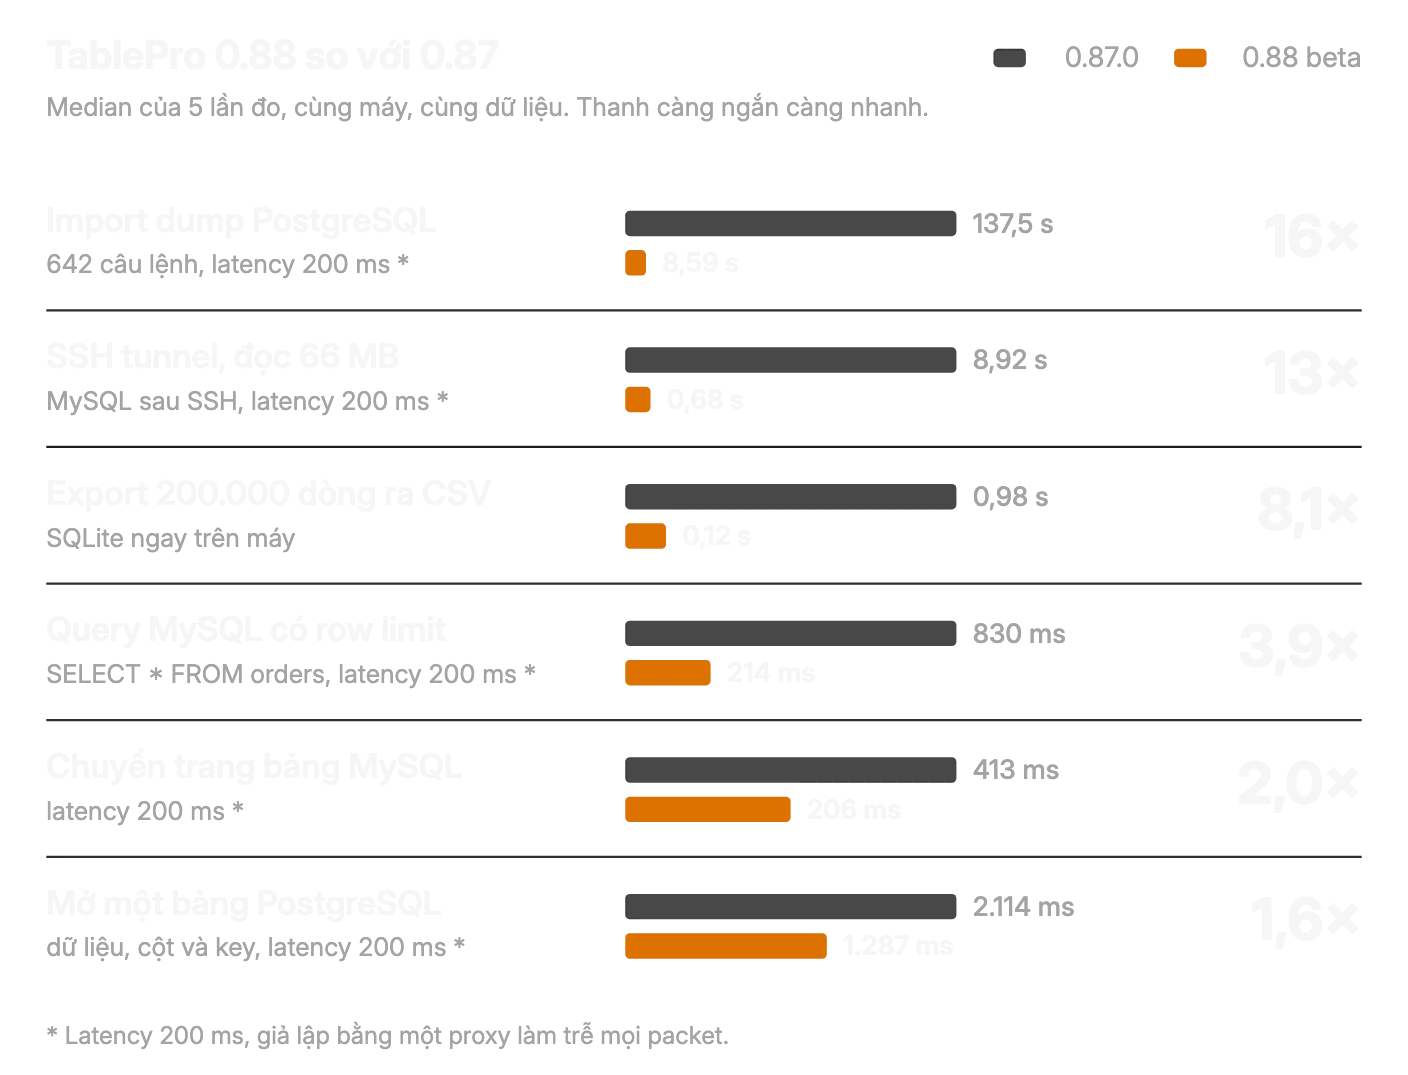 TablePro 0.88 so với 0.87
0.87.0
0.88 beta
Median của 5 lần đo, cùng máy, cùng dữ liệu. Thanh càng ngắn càng nhanh.
Import dump PostgreSQL
137,5 s
16×
642 câu lệnh, latency 200 ms *
8,59 s
SSH tunnel, đọc 66 MB
8,92 s
13×
MySQL sau SSH, latency 200 ms *
0,68 s
Export 200.000 dòng ra CSV
0,98 s
8,1×
SQLite ngay trên máy
0,12 s
Query MySQL có row limit
830 ms
3,9×
SELECT * FROM orders, latency 200 ms *
214 ms
Chuyển trang bảng MySQL
413 ms
2,0×
latency 200 ms *
206 ms
Mở một bảng PostgreSQL
2.114 ms
1,6×
dữ liệu, cột và key, latency 200 ms *
1.287 ms
* Latency 200 ms, giả lập bằng một proxy làm trễ mọi packet.